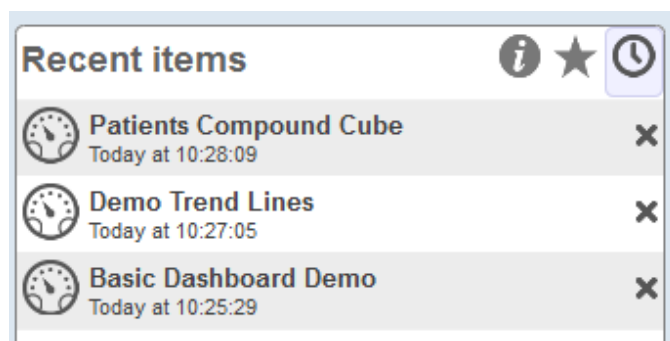 Recent items
Patients Compound Cube
Today at 10:28:09
Demo Trend Lines
Today at 10:27:05
Basic Dashboard Demo
Today at 10:25:29